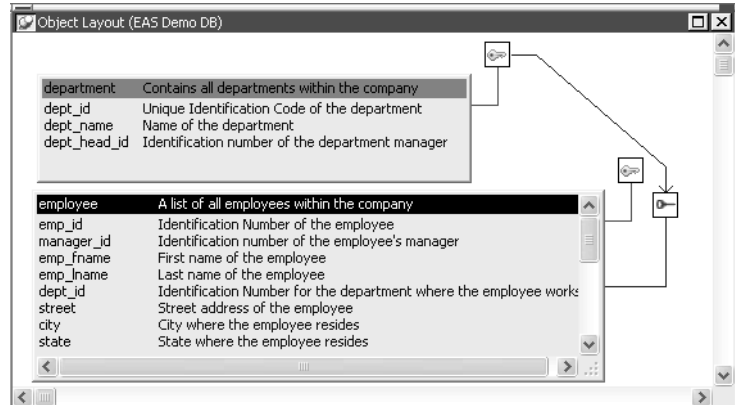 Object Layout (EAS Demo DB)
department Contains all departments within the company
dept_id Unique Identification Code of the department
dept_name Name of the department
dept_head_id Identification number of the department manager
employee A list of all employees within the company
emp_id Identification Number of the employee
manager_id Identification number of the employee's manager
emp_fname First name of the employee
emp_lname Last name of the employee
dept_id Identification Number for the department where the employee works
street Street address of the employee
city City where the employee resides
state State where the employee resides